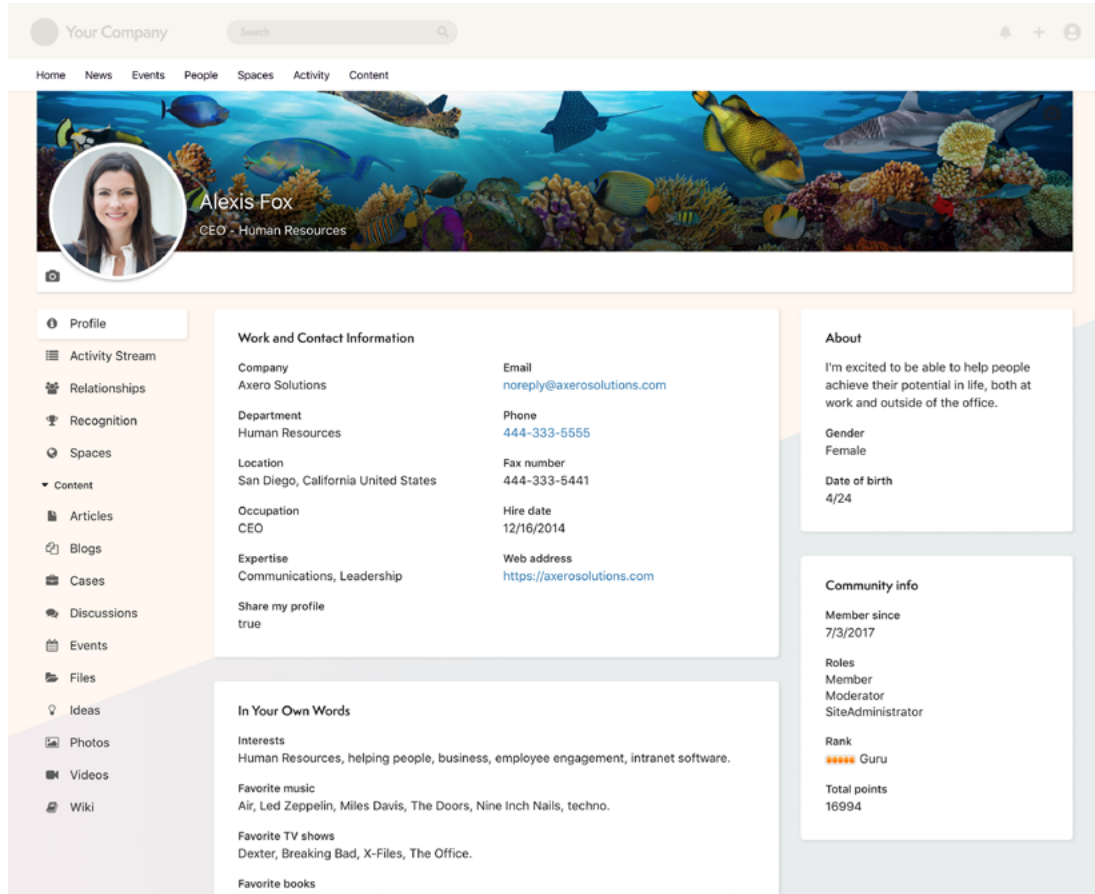 Your Company
Search
Home News Events People Spaces Activity Content
Alexis Fox
CEO - Human Resources
Profile
Activity Stream
Relationships
Recognition
Spaces
Content
Articles
Blogs
Cases
Discussions
Events
Files
Ideas
Photos
Videos
Wiki
Work and Contact Information
Company
Axero Solutions
Department
Human Resources
Location
San Diego, California United States
Occupation
CEO
Expertise
Communications, Leadership
Share my profile
true
Email
noreply@axerosolutions.com
Phone
444-333-5555
Fax number
444-333-5441
Hire date
12/16/2014
Web address
https://axerosolutions.com
In Your Own Words
Interests
Human Resources, helping people, business, employee engagement, intranet software.
Favorite music
Air, Led Zeppelin, Miles Davis, The Doors, Nine Inch Nails, techno.
Favorite TV shows
Dexter, Breaking Bad, X-Files, The Office.
Favorite books
About
I'm excited to be able to help people
achieve their potential in life, both at
work and outside of the office.
Gender
Female
Date of birth
4/24
Community info
Member since
7/3/2017
Roles
Member
Moderator
SiteAdministrator
Rank
Guru
Total points
16994